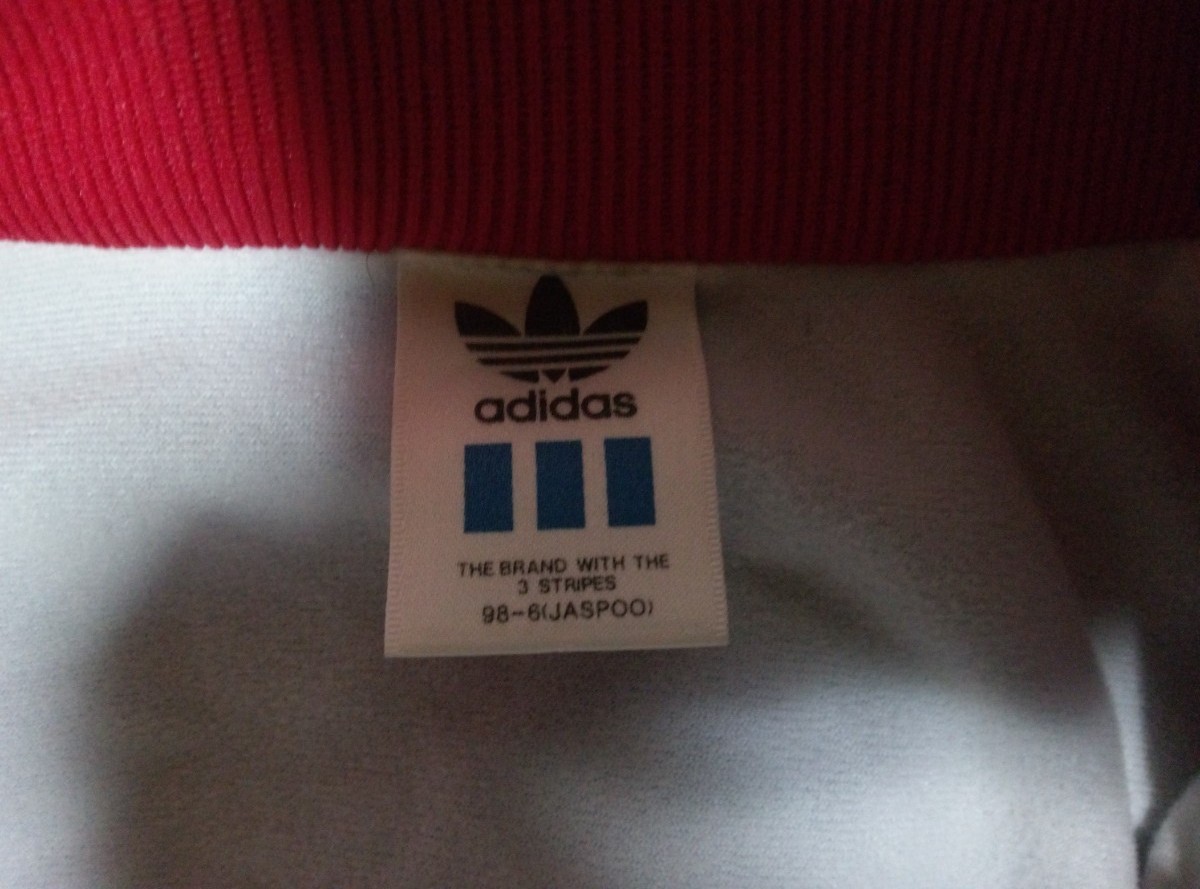 adidas
THE BRAND WITH THE
3 STRIPES
98-6(JASPOO)